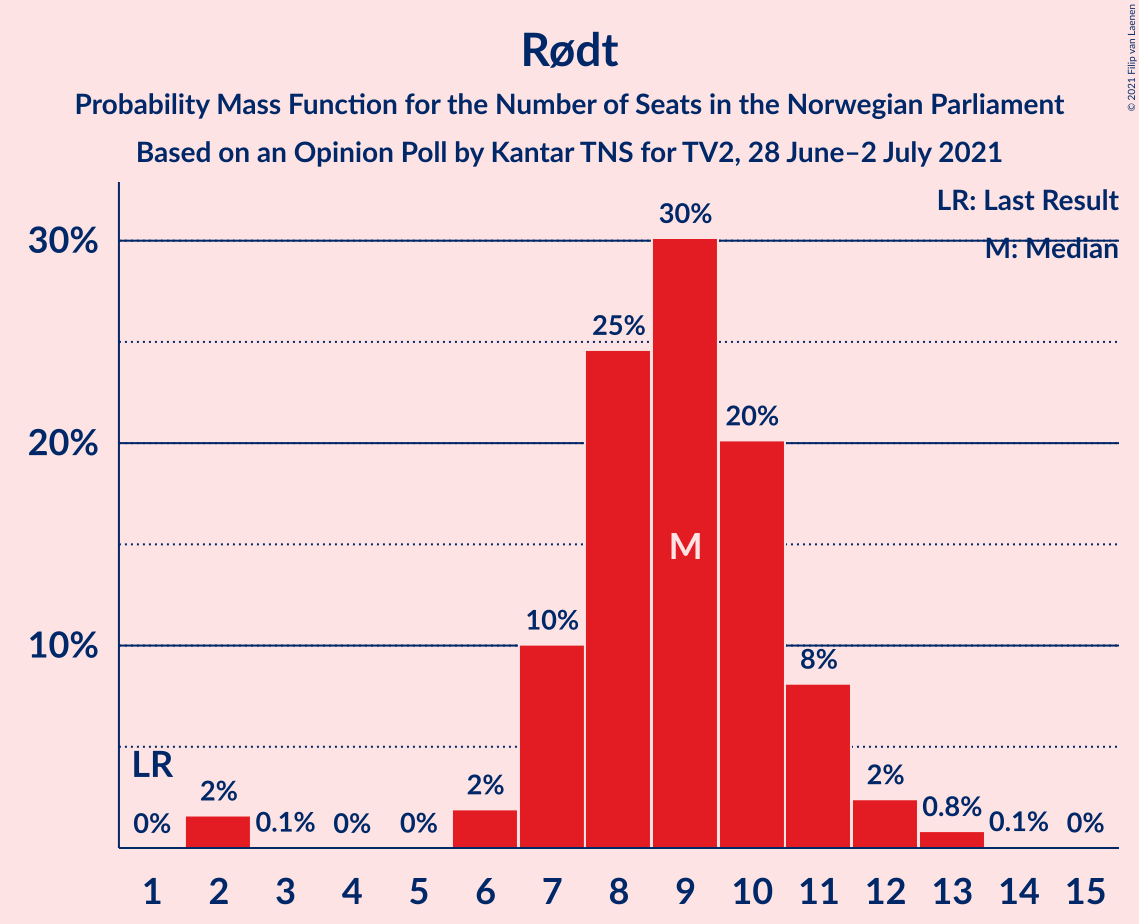 Rødt
Probability Mass Function for the Number of Seats in the Norwegian Parliament
Based on an Opinion Poll by Kantar TNS for TV2, 28 June–2 July 2021
© 2021 Filip van Laenen
LR: Last Result
M: Median
30%
20%
10%
LR
0%
2%
0.1%
0%
0%
2%
10%
25%
30%
M
20%
8%
2%
0.8%
0.1%
0%
1 2 3 4 5 6 7 8 9 10 11 12 13 14 15